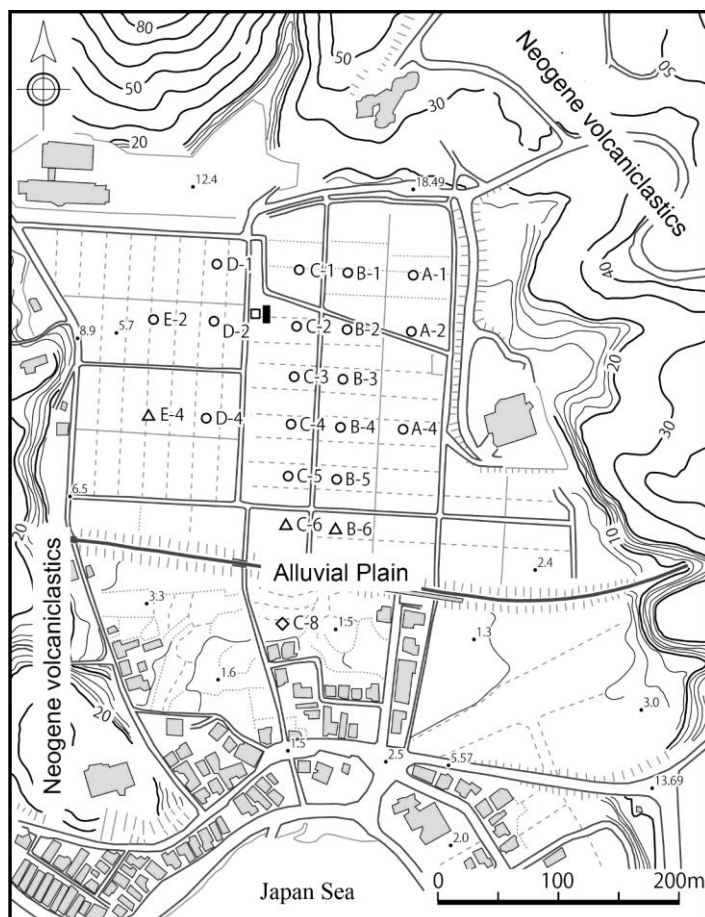 80
50
20
50
30
Neogene volcaniclastics
50
40
12.4
18.49
D-1
C-1
B-1
A-1
E-2
D-2
C-2
B-2
A-2
8.9
5.7
20
C-3
B-3
E-4
D-4
C-4
B-4
A-4
30
C-5
B-5
6.5
20
C-6
B-6
10
2.4
Alluvial Plain
Neogene volcaniclastics
3.3
C-8
1.5
1.3
1.6
3.0
20
1.5
2.5
5.57
13.69
2.0
Japan Sea
0 100 200m